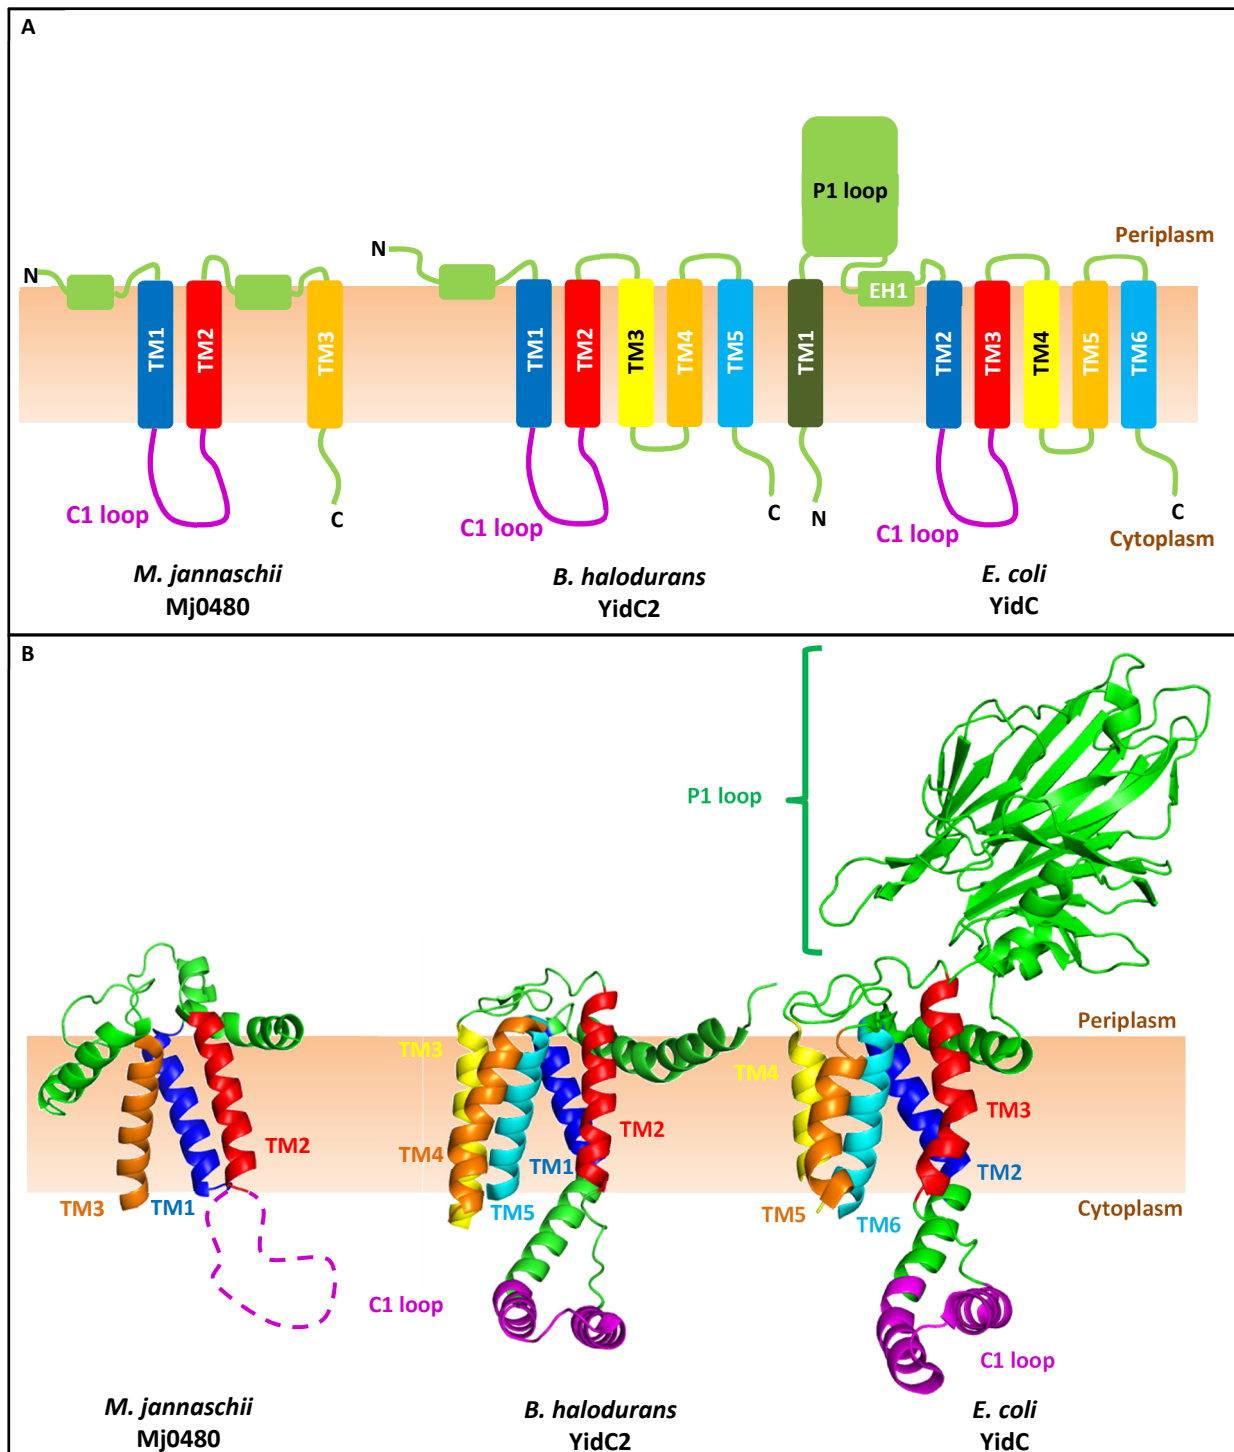 A
P1 loop
Periplasm
N
N
EH1
TM1
TM2
TM3
TM1
TM2
TM3
TM4
TM5
TM1
TM2
TM3
TM4
TM5
TM6
C1 loop
C
C1 loop
C
N
C1 loop
C
Cytoplasm
M. jannaschii
Mj0480
B. halodurans
YidC2
E. coli
YidC
B
P1 loop
Periplasm
TM3
TM4
TM3
TM2
TM2
TM4
TM1
TM2
TM3
TM1
TM5
TM5
TM6
Cytoplasm
C1 loop
C1 loop
M. jannaschii
Mj0480
B. halodurans
YidC2
E. coli
YidC